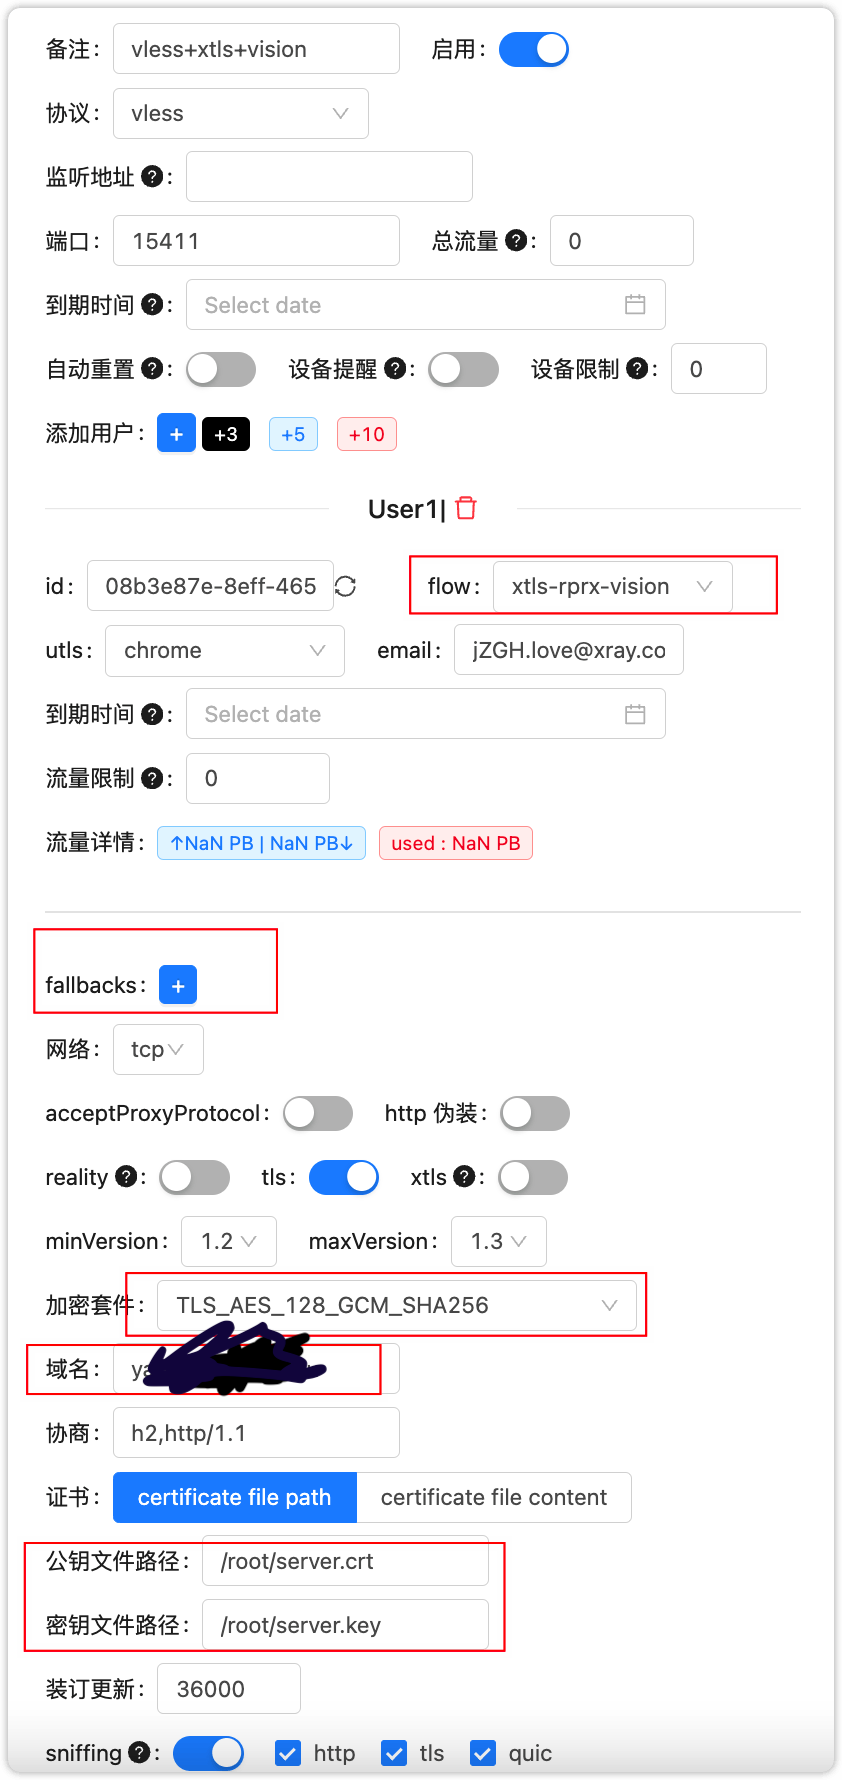 备注: vless+xtls+vision 启用:
协议: vless
监听地址 ? :
端口: 15411 总流量 ? : 0
到期时间 ? : Select date
自动重置 ? : 设备提醒 ? : 设备限制 ? : 0
添加用户: + +3 +5 +10
User1|
id: 08b3e87e-8eff-465 flow: xtls-rprx-vision
utls: chrome email: jZGH.love@xray.co
到期时间 ? : Select date
流量限制 ? : 0
流量详情: ↑NaN PB | NaN PB↓ used : NaN PB
fallbacks: +
网络: tcp
acceptProxyProtocol: http 伪装:
reality ? : tls: xtls ? :
minVersion: 1.2 maxVersion: 1.3
加密套件: TLS_AES_128_GCM_SHA256
域名:
协商: h2,http/1.1
证书: certificate file path certificate file content
公钥文件路径: /root/server.crt
密钥文件路径: /root/server.key
装订更新: 36000
sniffing ? : http tls quic